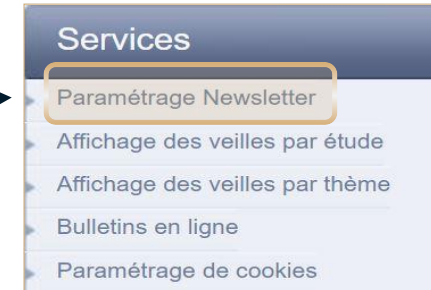 Services
Paramétrage Newsletter
Affichage des veilles par étude
Affichage des veilles par thème
Bulletins en ligne
Paramétrage de cookies